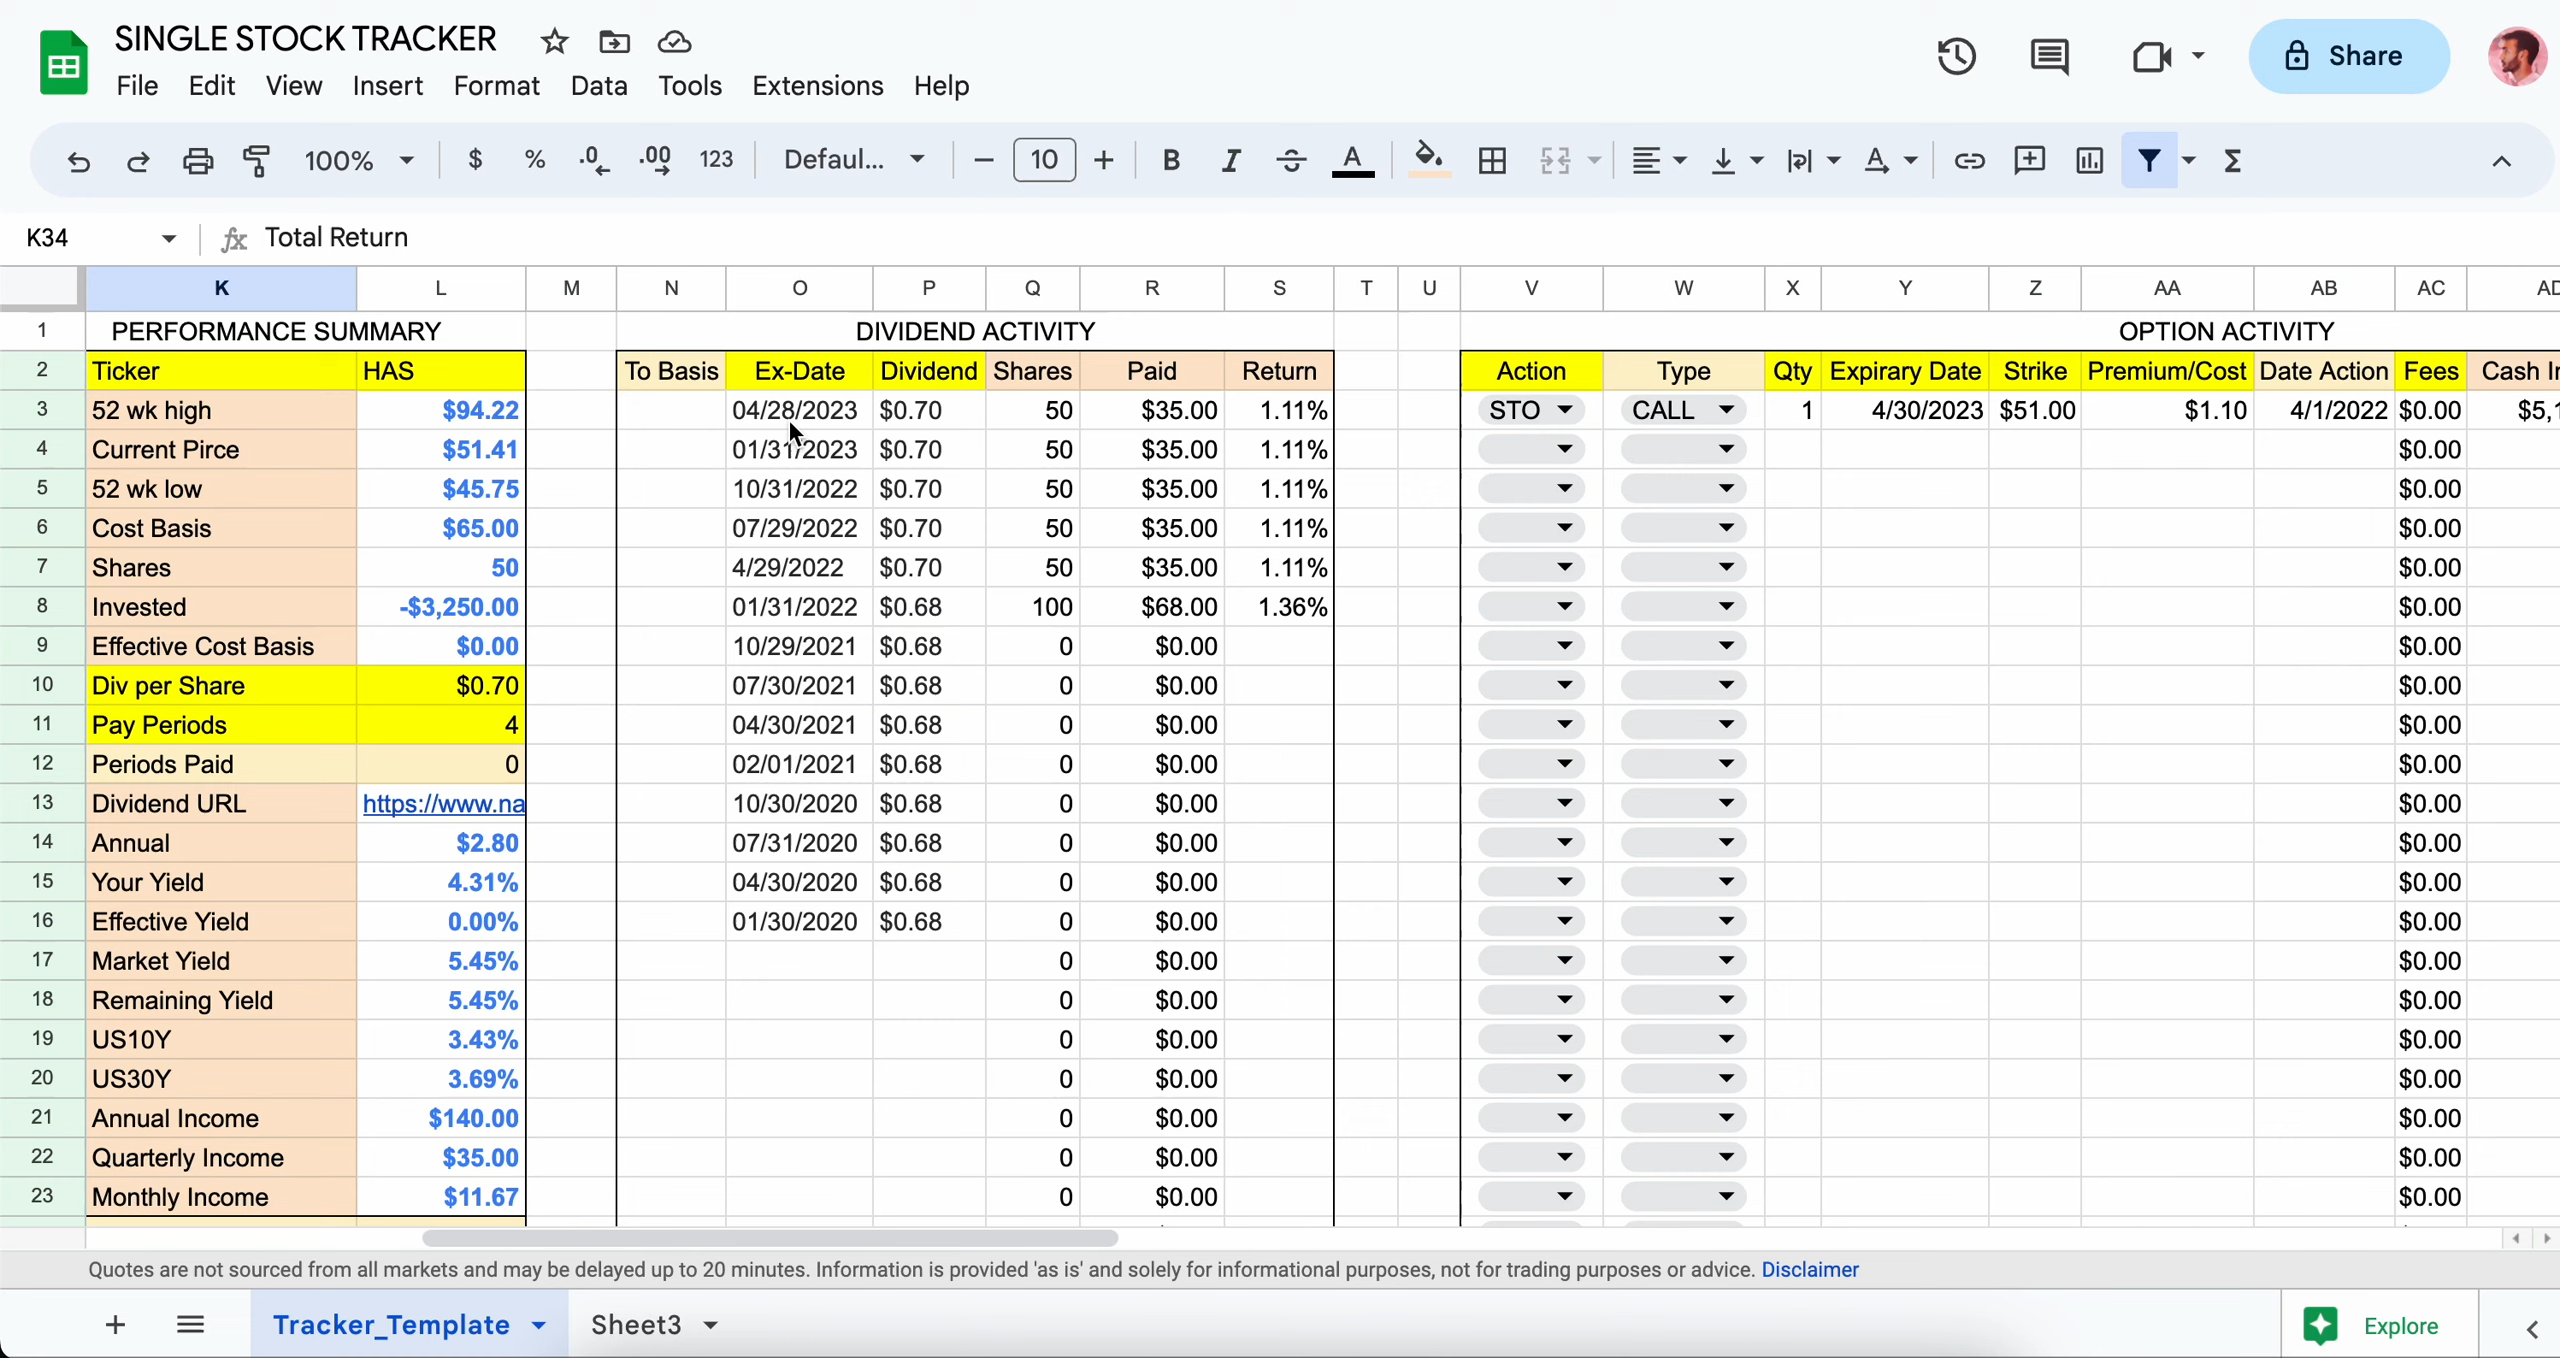 SINGLE STOCK TRACKER
File Edit View Insert Format Data Tools Extensions Help
Share
100% $ % .0 .00 123 Defaul... 10 B I S A Σ
K34 fx Total Return
K L M N O P Q R S T U V W X Y Z AA AB AC AD
1 PERFORMANCE SUMMARY DIVIDEND ACTIVITY OPTION ACTIVITY
2 Ticker HAS To Basis Ex-Date Dividend Shares Paid Return Action Type Qty Expirary Date Strike Premium/Cost Date Action Fees Cash In
3 52 wk high $94.22 04/28/2023 $0.70 50 $35.00 1.11% STO CALL 1 4/30/2023 $51.00 $1.10 4/1/2022 $0.00 $5,1
4 Current Pirce $51.41 01/31/2023 $0.70 50 $35.00 1.11% $0.00
5 52 wk low $45.75 10/31/2022 $0.70 50 $35.00 1.11% $0.00
6 Cost Basis $65.00 07/29/2022 $0.70 50 $35.00 1.11% $0.00
7 Shares 50 4/29/2022 $0.70 50 $35.00 1.11% $0.00
8 Invested -$3,250.00 01/31/2022 $0.68 100 $68.00 1.36% $0.00
9 Effective Cost Basis $0.00 10/29/2021 $0.68 0 $0.00 $0.00
10 Div per Share $0.70 07/30/2021 $0.68 0 $0.00 $0.00
11 Pay Periods 4 04/30/2021 $0.68 0 $0.00 $0.00
12 Periods Paid 0 02/01/2021 $0.68 0 $0.00 $0.00
13 Dividend URL https://www.na 10/30/2020 $0.68 0 $0.00 $0.00
14 Annual $2.80 07/31/2020 $0.68 0 $0.00 $0.00
15 Your Yield 4.31% 04/30/2020 $0.68 0 $0.00 $0.00
16 Effective Yield 0.00% 01/30/2020 $0.68 0 $0.00 $0.00
17 Market Yield 5.45% 0 $0.00 $0.00
18 Remaining Yield 5.45% 0 $0.00 $0.00
19 US10Y 3.43% 0 $0.00 $0.00
20 US30Y 3.69% 0 $0.00 $0.00
21 Annual Income $140.00 0 $0.00 $0.00
22 Quarterly Income $35.00 0 $0.00 $0.00
23 Monthly Income $11.67 0 $0.00 $0.00
Quotes are not sourced from all markets and may be delayed up to 20 minutes. Information is provided 'as is' and solely for informational purposes, not for trading purposes or advice. Disclaimer
Tracker_Template Sheet3 Explore